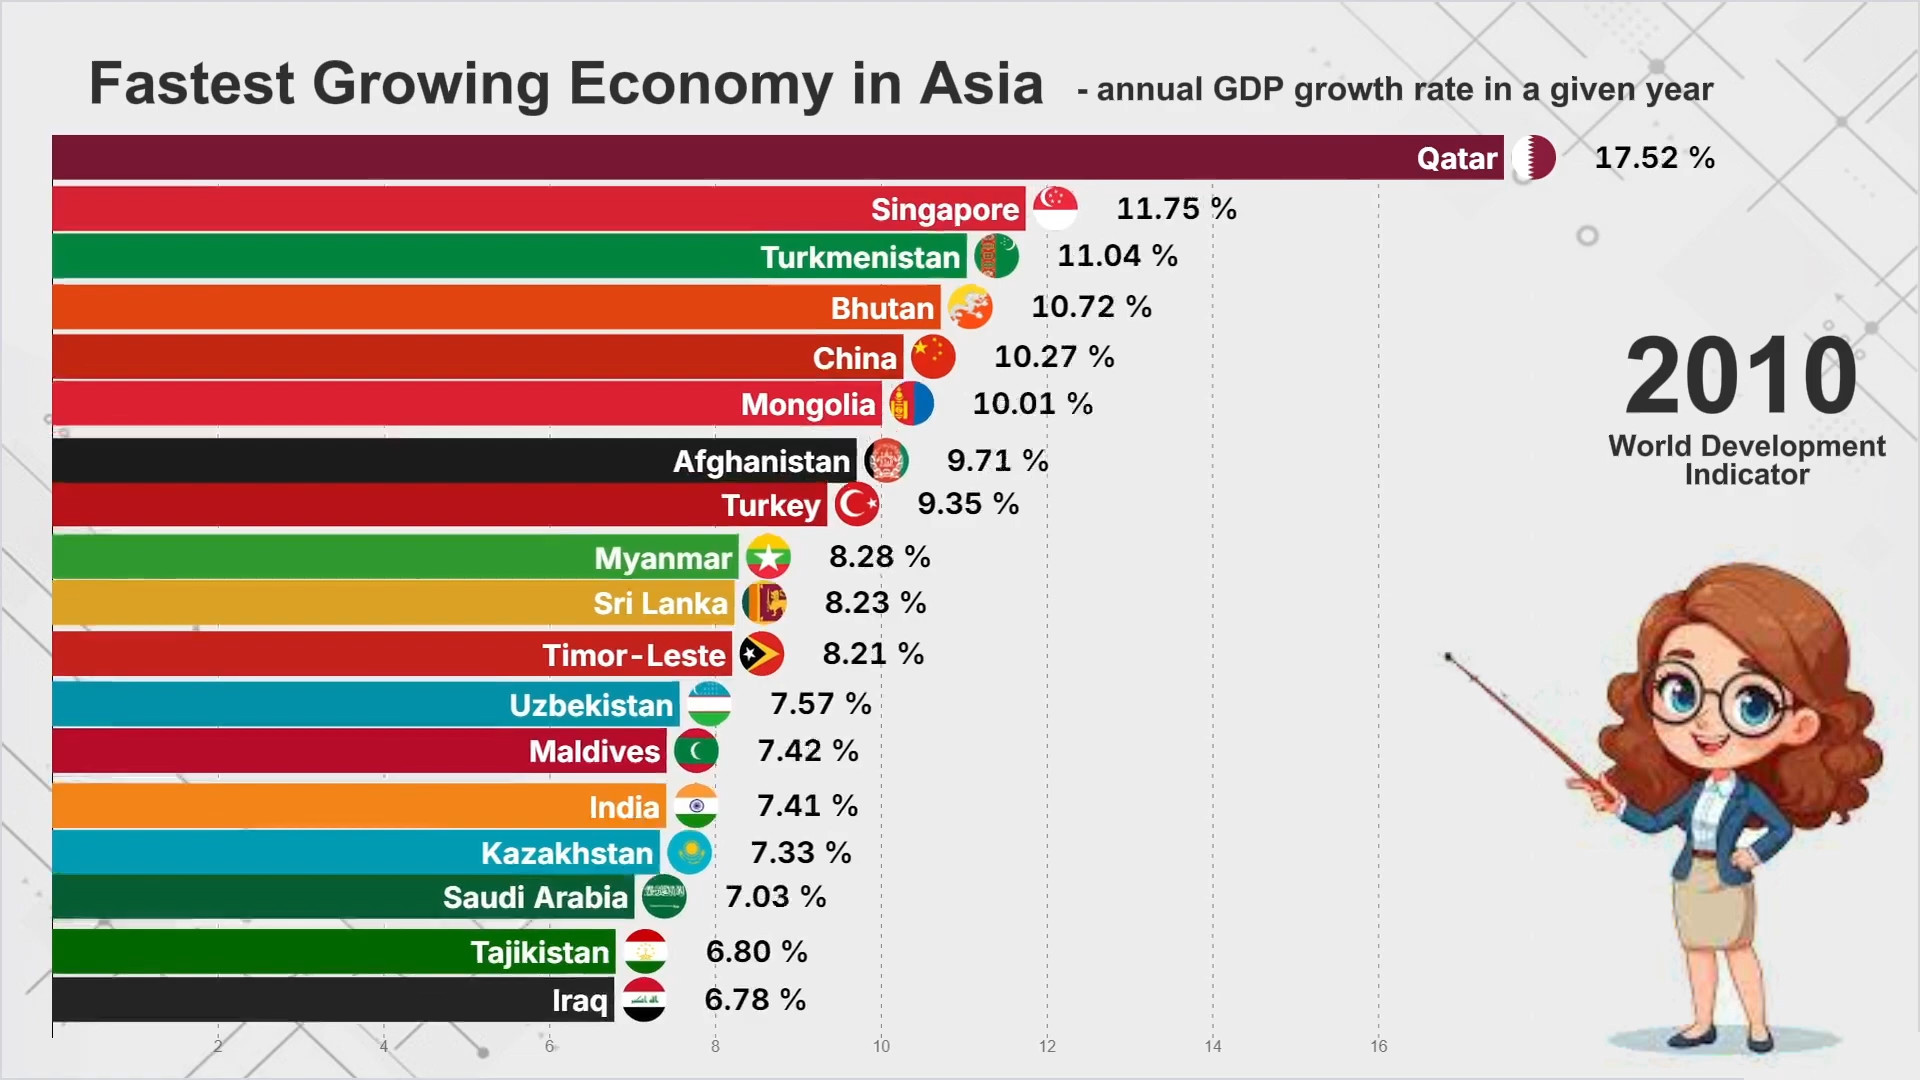 Fastest Growing Economy in Asia - annual GDP growth rate in a given year
Qatar 17.52 %
Singapore 11.75 %
Turkmenistan 11.04 %
Bhutan 10.72 %
China 10.27 %
Mongolia 10.01 %
Afghanistan 9.71 %
Turkey 9.35 %
Myanmar 8.28 %
Sri Lanka 8.23 %
Timor-Leste 8.21 %
Uzbekistan 7.57 %
Maldives 7.42 %
India 7.41 %
Kazakhstan 7.33 %
Saudi Arabia 7.03 %
Tajikistan 6.80 %
Iraq 6.78 %
2 4 6 8 10 12 14 16
2010
World Development
Indicator